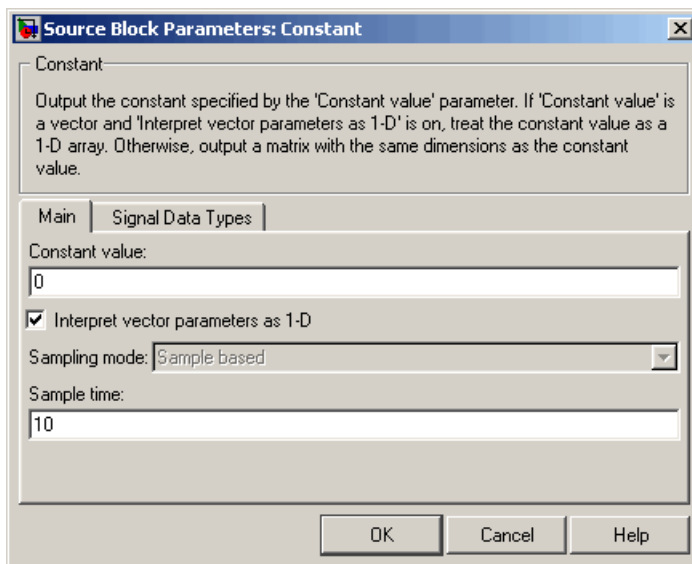 Source Block Parameters: Constant
Constant
Output the constant specified by the 'Constant value' parameter. If 'Constant value' is
a vector and 'Interpret vector parameters as 1-D' is on, treat the constant value as a
1-D array. Otherwise, output a matrix with the same dimensions as the constant
value.
Main Signal Data Types
Constant value:
0
Interpret vector parameters as 1-D
Sampling mode: Sample based
Sample time:
10
OK Cancel Help